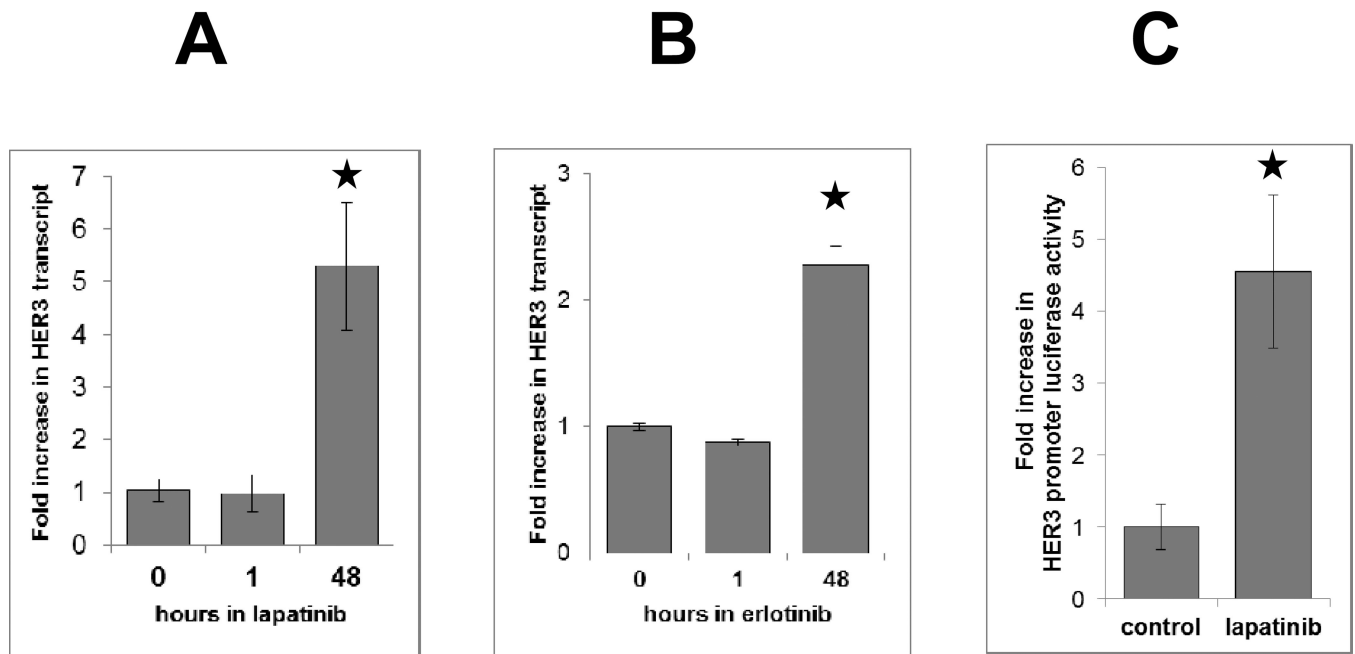 A
B
C
Fold increase in HER3 transcript
7
6
5
4
3
2
1
0
0 1 48
hours in lapatinib
Fold increase in HER3 transcript
3
2
1
0
0 1 48
hours in erlotinib
Fold increase in
HER3 promoter luciferase activity
6
5
4
3
2
1
0
control lapatinib